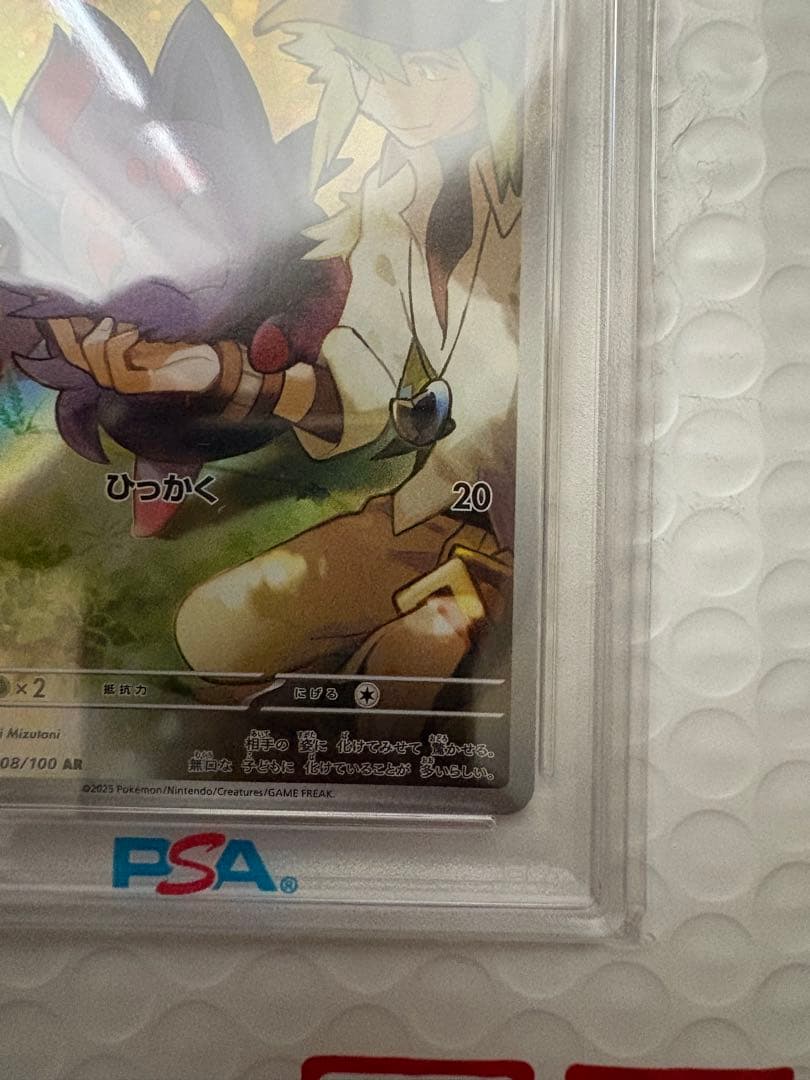 ひっかく 20
×2 抵抗力 にげる
i Mizutani
08/100 AR
相手の 姿に 化けてみせて 驚かせる。
無口な 子どもに 化けていることが 多いらしい。
©2025 Pokémon/Nintendo/Creatures/GAME FREAK.
PSA®